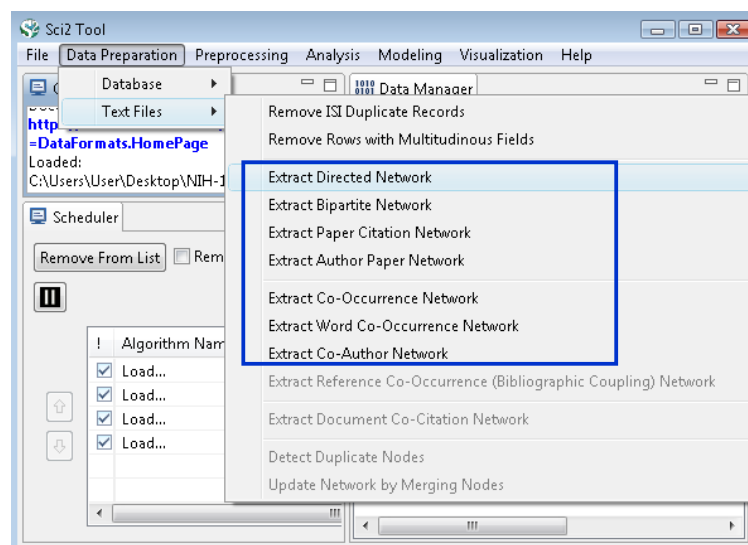 Sci2 Tool
File Data Preparation Preprocessing Analysis Modeling Visualization Help
Database
Text Files
Data Manager
http
=DataFormats.HomePage
Loaded:
C:\Users\User\Desktop\NIH-1
Remove ISI Duplicate Records
Remove Rows with Multitudinous Fields
Extract Directed Network
Extract Bipartite Network
Extract Paper Citation Network
Extract Author Paper Network
Extract Co-Occurrence Network
Extract Word Co-Occurrence Network
Extract Co-Author Network
Extract Reference Co-Occurrence (Bibliographic Coupling) Network
Extract Document Co-Citation Network
Detect Duplicate Nodes
Update Network by Merging Nodes
Scheduler
Remove From List Rem
! Algorithm Nam
Load...
Load...
Load...
Load...